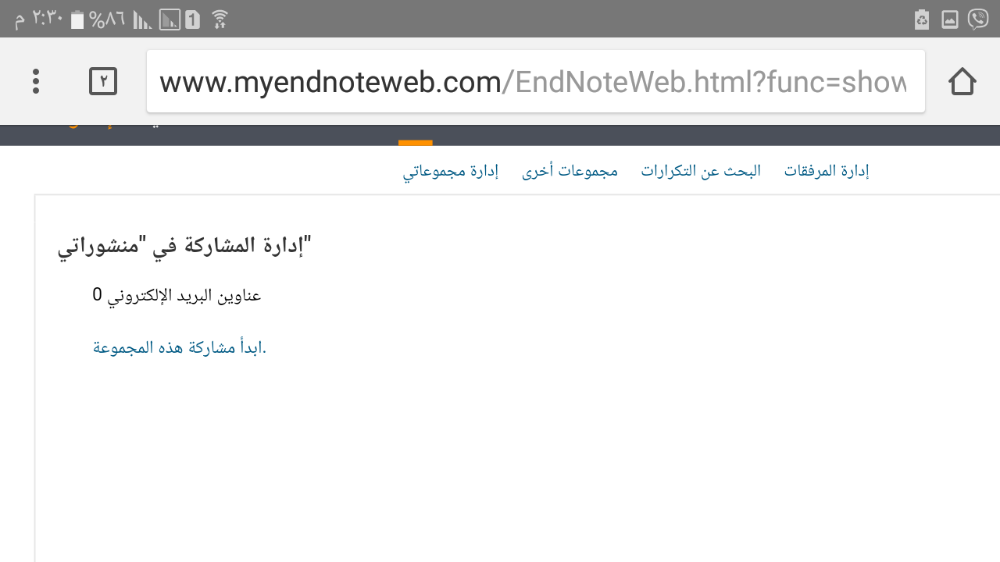 ٢:٣٠ م ٨٦% 1
٢ www.myendnoteweb.com/EndNoteWeb.html?func=show
إدارة مجموعاتي مجموعات أخرى البحث عن التكرارات إدارة المرفقات
إدارة المشاركة في "منشوراتي"
عناوين البريد الإلكتروني 0
ابدأ مشاركة هذه المجموعة.